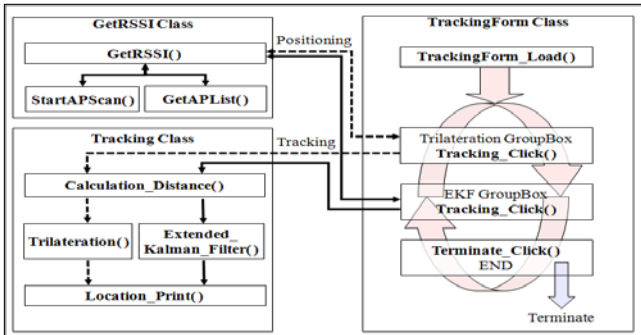 GetRSSI Class
GetRSSI()
StartAPScan()
GetAPList()
Tracking Class
Calculation_Distance()
Trilateration()
Extended_
Kalman_Filter()
Location_Print()
Positioning
Tracking
TrackingForm Class
TrackingForm_Load()
Trilateration GroupBox
Tracking_Click()
EKF GroupBox
Tracking_Click()
Terminate_Click()
END
Terminate